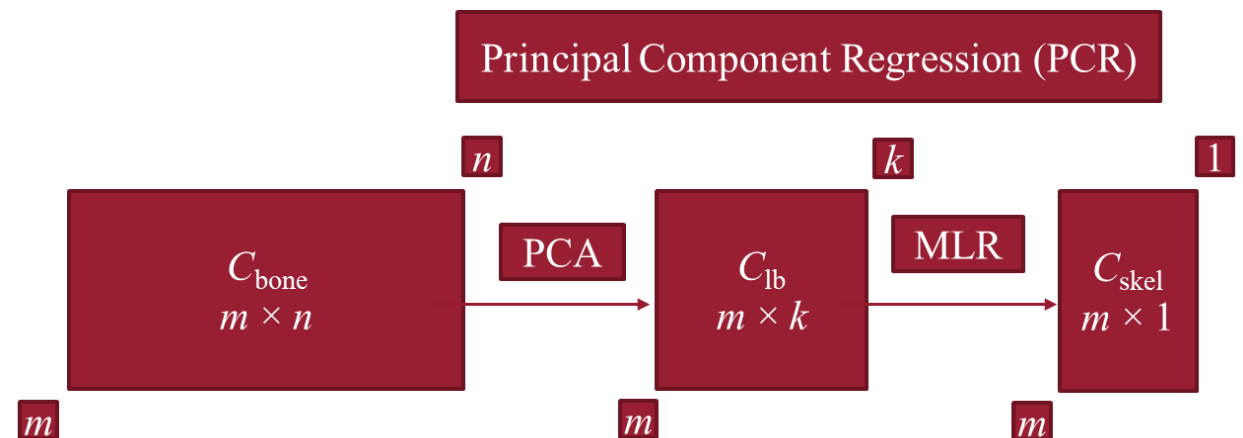 Principal Component Regression (PCR)
n
k
1
PCA
MLR
C_bone
m × n
C_lb
m × k
C_skel
m × 1
m
m
m